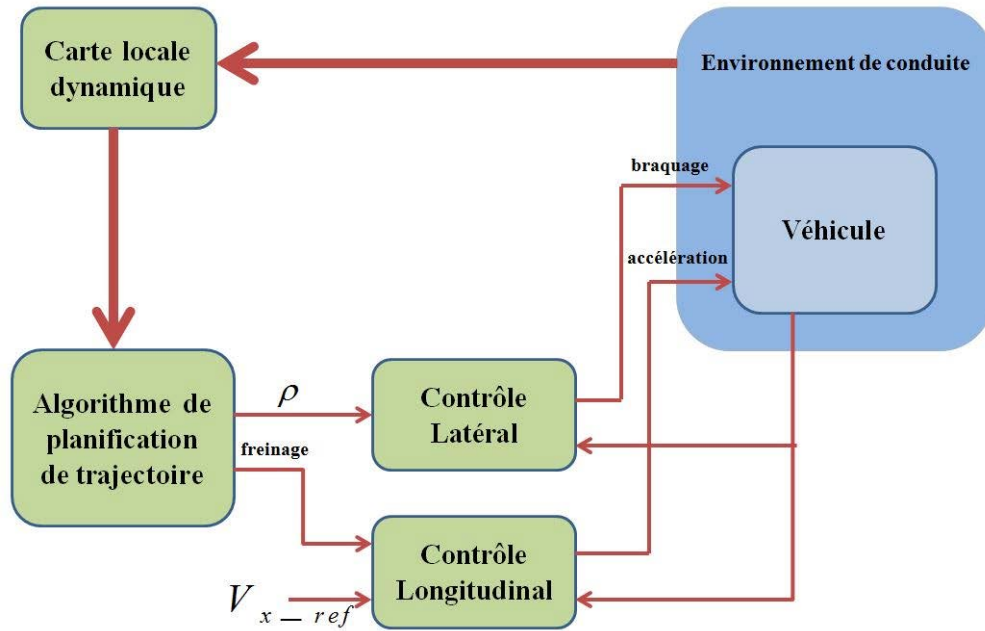 Carte locale
dynamique
Environnement de conduite
braquage
Véhicule
accélération
Algorithme de
planification
de trajectoire
ρ
freinage
Contrôle
Latéral
Contrôle
Longitudinal
V x _ ref